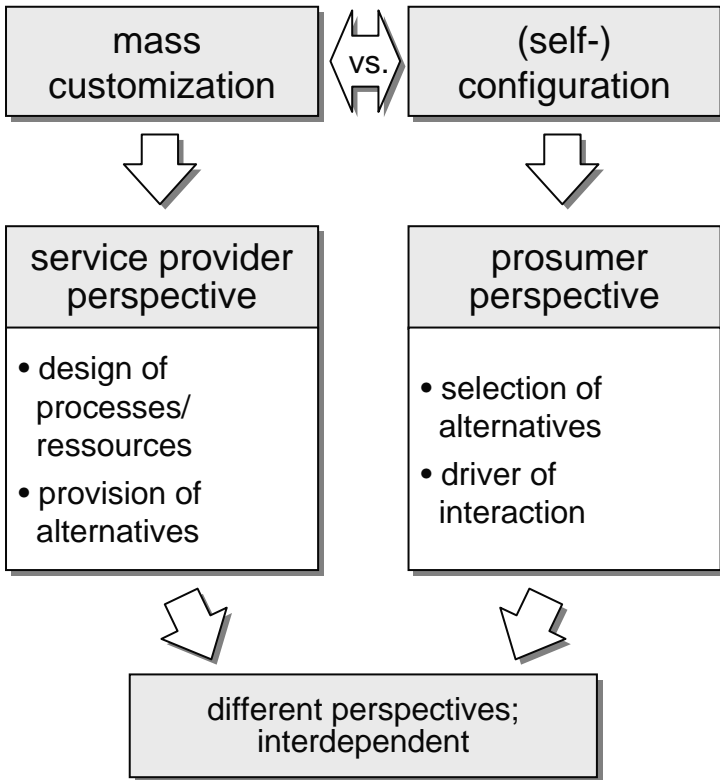 mass
customization
vs.
(self-)
configuration
service provider
perspective
• design of
processes/
ressources
• provision of
alternatives
prosumer
perspective
• selection of
alternatives
• driver of
interaction
different perspectives;
interdependent